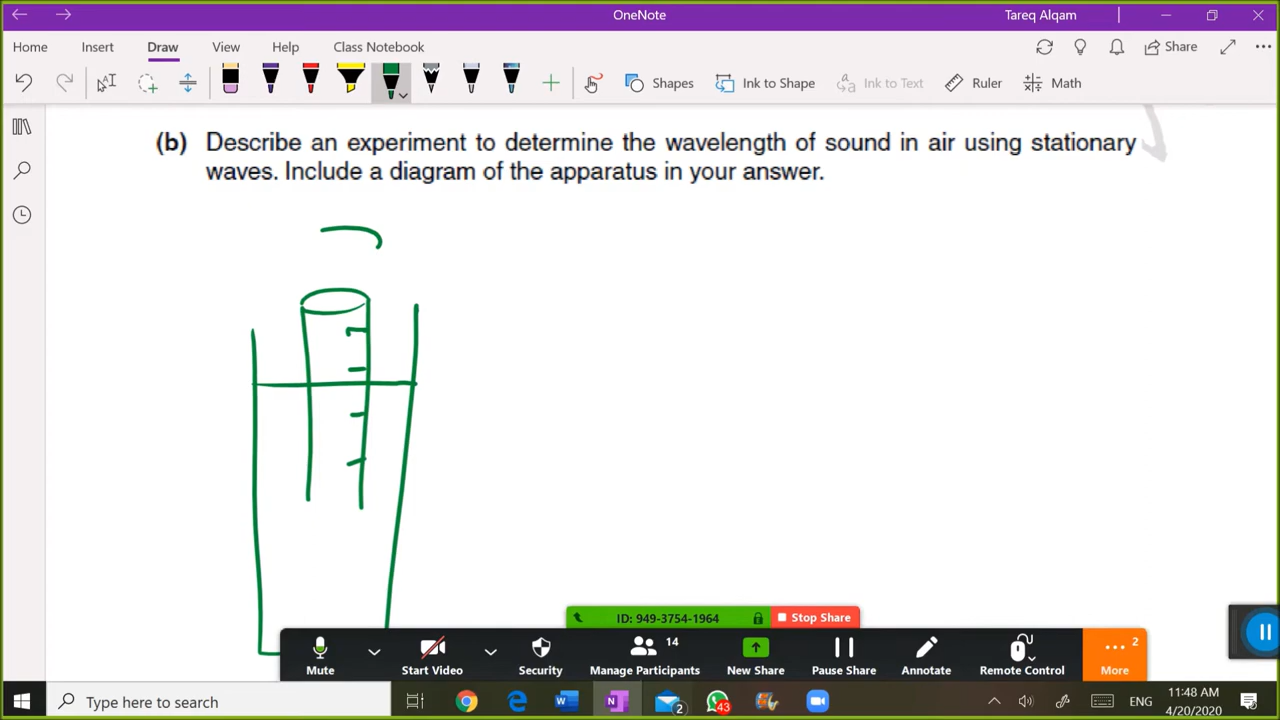 OneNote
Tareq Alqam
Home Insert Draw View Help Class Notebook
Share
Shapes Ink to Shape Ink to Text Ruler Math
(b) Describe an experiment to determine the wavelength of sound in air using stationary
waves. Include a diagram of the apparatus in your answer.
ID: 949-3754-1964 Stop Share
14
2
Mute Start Video Security Manage Participants New Share Pause Share Annotate Remote Control More
Type here to search
W
N
2
43
ENG
11:48 AM
4/20/2020